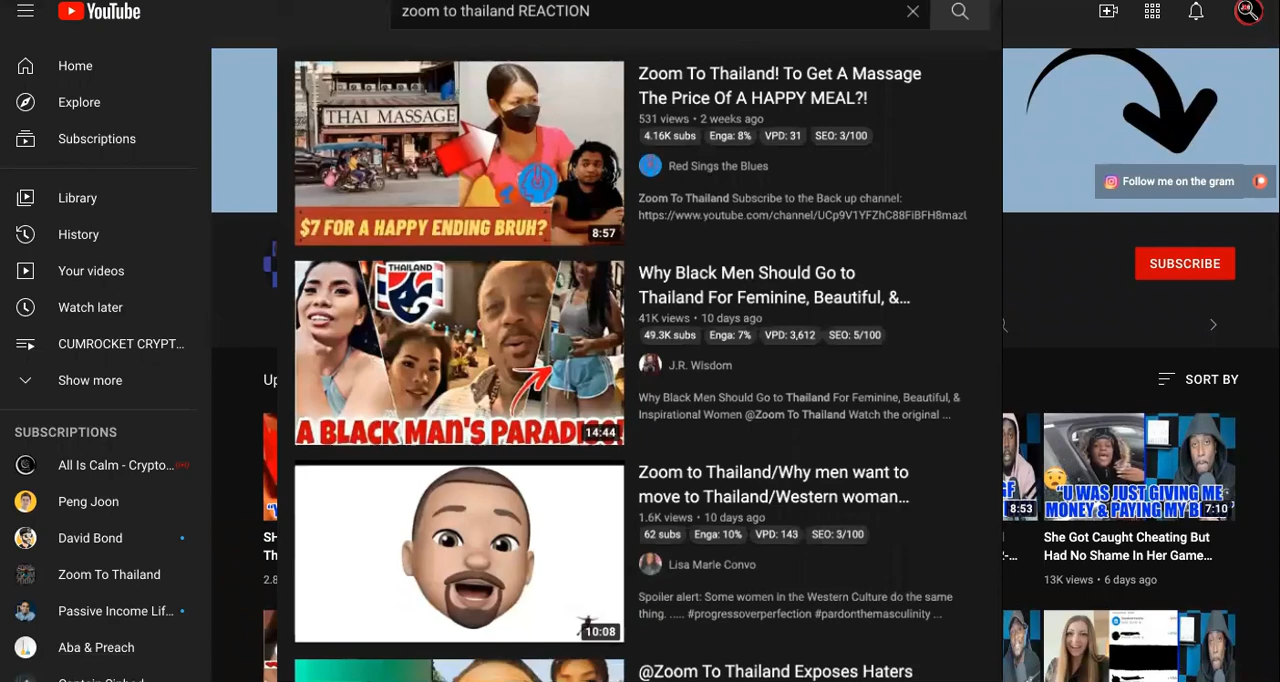 YouTube
zoom to thailand REACTION
Home
Explore
Subscriptions
Library
History
Your videos
Watch later
CUMROCKET CRYPT...
Show more
SUBSCRIPTIONS
All Is Calm - Crypto...
Peng Joon
David Bond
Zoom To Thailand
Passive Income Lif...
Aba & Preach
THAI MASSAGE
$7 FOR A HAPPY ENDING BRUH?
8:57
Zoom To Thailand! To Get A Massage
The Price Of A HAPPY MEAL?!
531 views • 2 weeks ago
4.16K subs Enga: 8% VPD: 31 SEO: 3/100
Red Sings the Blues
Zoom To Thailand Subscribe to the Back up channel:
THAILAND
A BLACK MAN'S
14:44
Why Black Men Should Go to
Thailand For Feminine, Beautiful, &...
41K views • 10 days ago
49.3K subs Enga: 7% VPD: 3,612 SEO: 5/100
J.R. Wisdom
Why Black Men Should Go to Thailand For Feminine, Beautiful, &
Inspirational Women @Zoom To Thailand Watch the original ...
10:08
Zoom to Thailand/Why men want to
move to Thailand/Western woman...
1.6K views • 10 days ago
62 subs Enga: 10% VPD: 143 SEO: 3/100
Lisa Marie Convo
Spoiler alert: Some women in the Western Culture do the same
thing. ..... #progressoverperfection #pardonthemasculinity ...
@Zoom To Thailand Exposes Haters
Follow me on the gram
SUBSCRIBE
SORT BY
8:53
"U WAS JUST GIVING ME
MONEY & PAYING MY
7:10
She Got Caught Cheating But
Had No Shame In Her Game...
13K views • 6 days ago